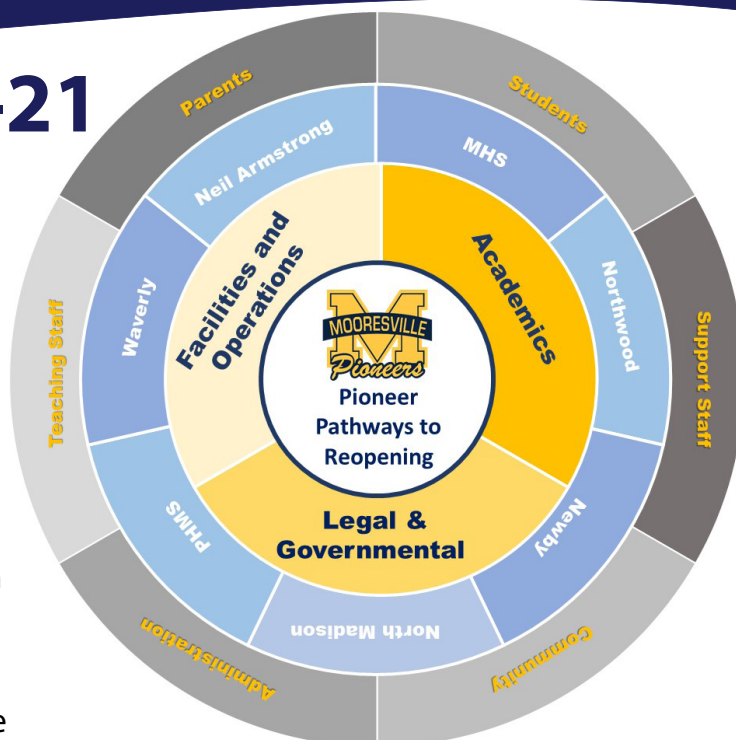 -21
Parents
Students
Neil Armstrong
MHS
Facilities and
Operations
Academics
Waverly
Northwood
Teaching Staff
Support Staff
MOORESVILLE
Pioneers
Pioneer
Pathways to
Reopening
Legal &
Governmental
PHMS
Newby
North Madison
Administration
Community
e